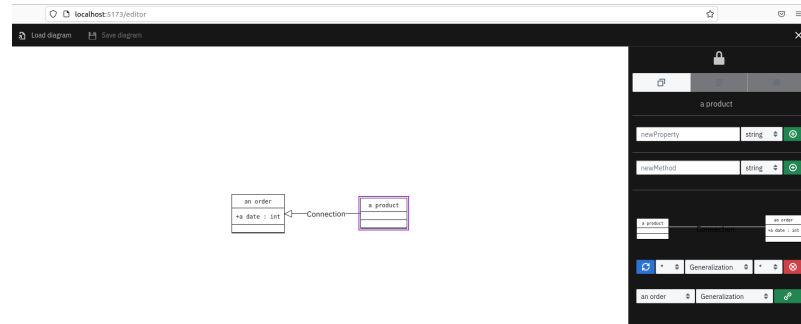 localhost:5173/editor
Load diagram Save diagram
a product
newProperty string
newMethod string
an order
+a date : int
Connection
a product
a product
Connection
an order
+a date : int
* Generalization *
an order Generalization